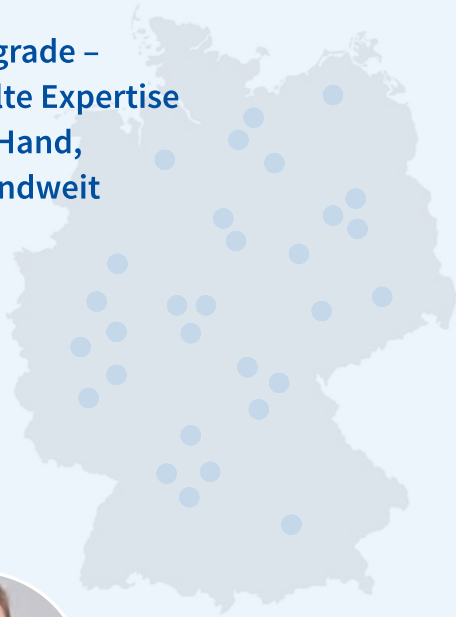 grade –
lte Expertise
Hand,
ndweit